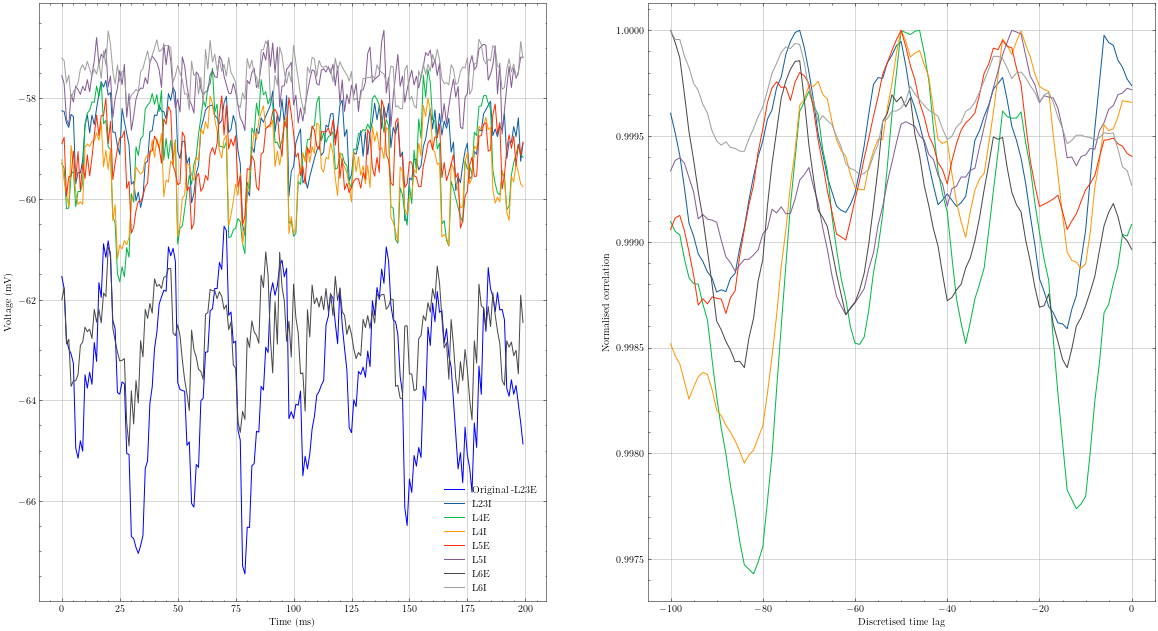 −58
−60
−62
−64
−66
Voltage (mV)
0
25
50
75
100
125
150
175
200
Time (ms)
Original -L23E
L23I
L4E
L4I
L5E
L5I
L6E
L6I
1.0000
0.9995
0.9990
0.9985
0.9980
0.9975
Normalised correlation
−100
−80
−60
−40
−20
0
Discretised time lag